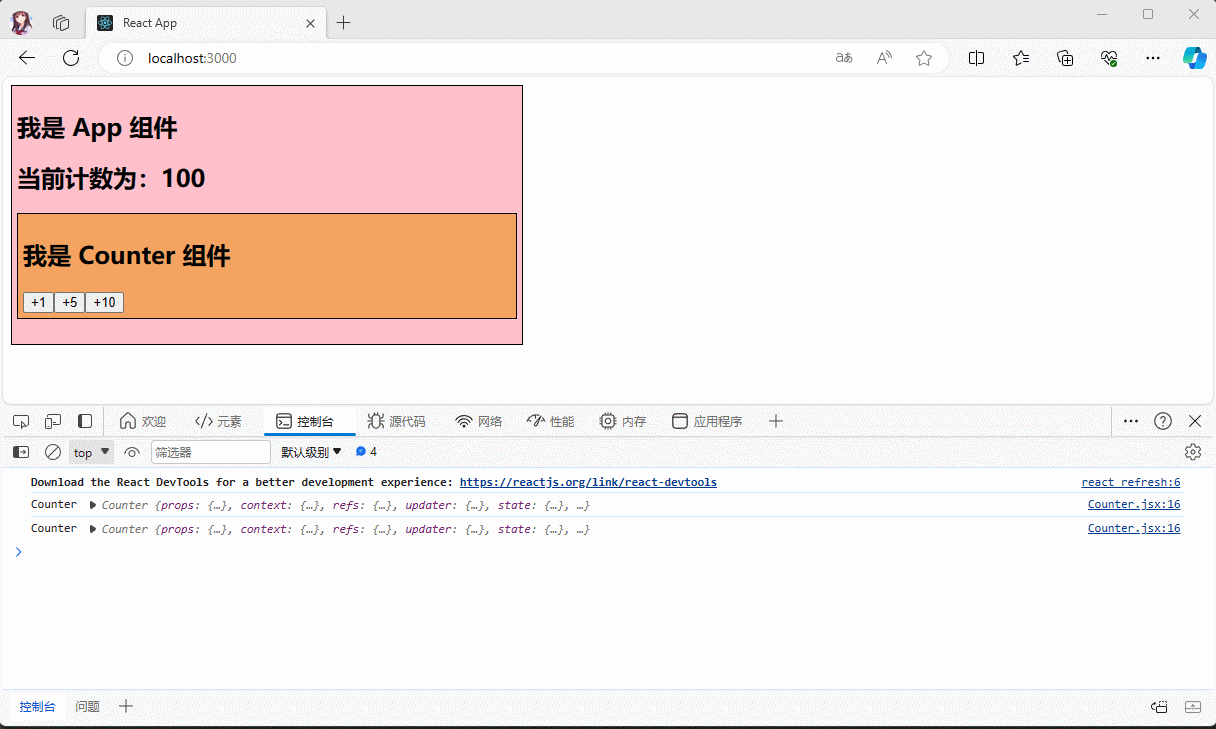 React App
localhost:3000
aあ
我是 App 组件
当前计数为：100
我是 Counter 组件
+1 +5 +10
欢迎 元素 控制台 源代码 网络 性能 内存 应用程序
top 筛选器 默认级别 4
Download the React DevTools for a better development experience: https://reactjs.org/link/react-devtools react refresh:6
Counter Counter {props: {…}, context: {…}, refs: {…}, updater: {…}, state: {…}, …} Counter.jsx:16
Counter Counter {props: {…}, context: {…}, refs: {…}, updater: {…}, state: {…}, …} Counter.jsx:16
控制台 问题